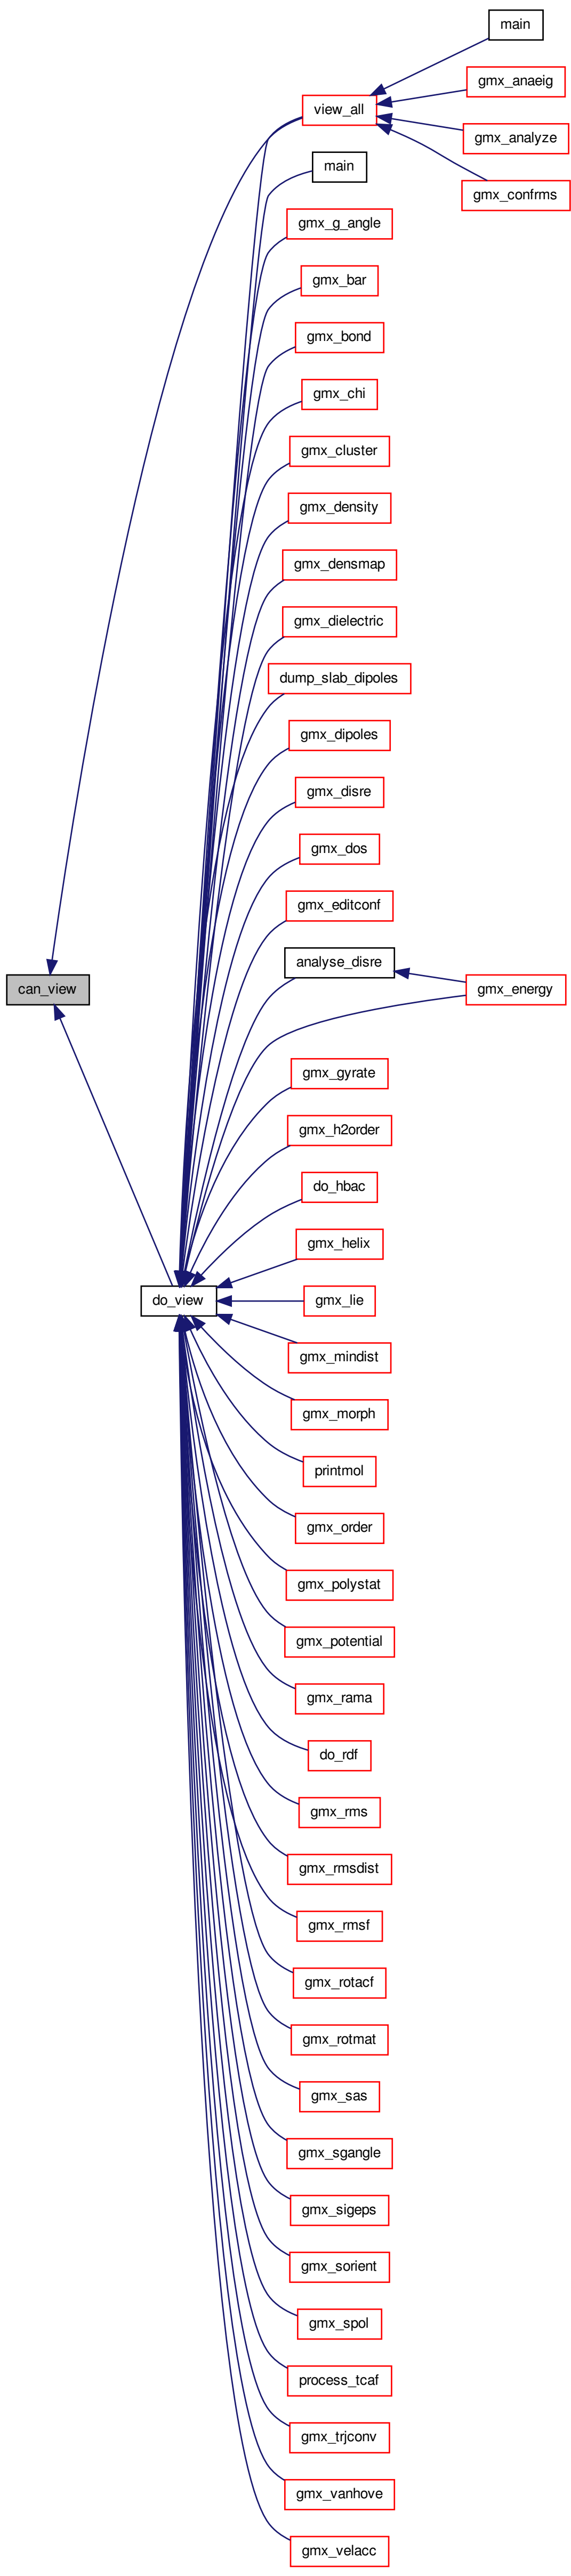 main
gmx_anaeig
view_all
gmx_analyze
main
gmx_confrms
gmx_g_angle
gmx_bar
gmx_bond
gmx_chi
gmx_cluster
gmx_density
gmx_densmap
gmx_dielectric
dump_slab_dipoles
gmx_dipoles
gmx_disre
gmx_dos
gmx_editconf
analyse_disre
can_view
gmx_energy
gmx_gyrate
gmx_h2order
do_hbac
gmx_helix
do_view
gmx_lie
gmx_mindist
gmx_morph
printmol
gmx_order
gmx_polystat
gmx_potential
gmx_rama
do_rdf
gmx_rms
gmx_rmsdist
gmx_rmsf
gmx_rotacf
gmx_rotmat
gmx_sas
gmx_sgangle
gmx_sigeps
gmx_sorient
gmx_spol
process_tcaf
gmx_trjconv
gmx_vanhove
gmx_velacc